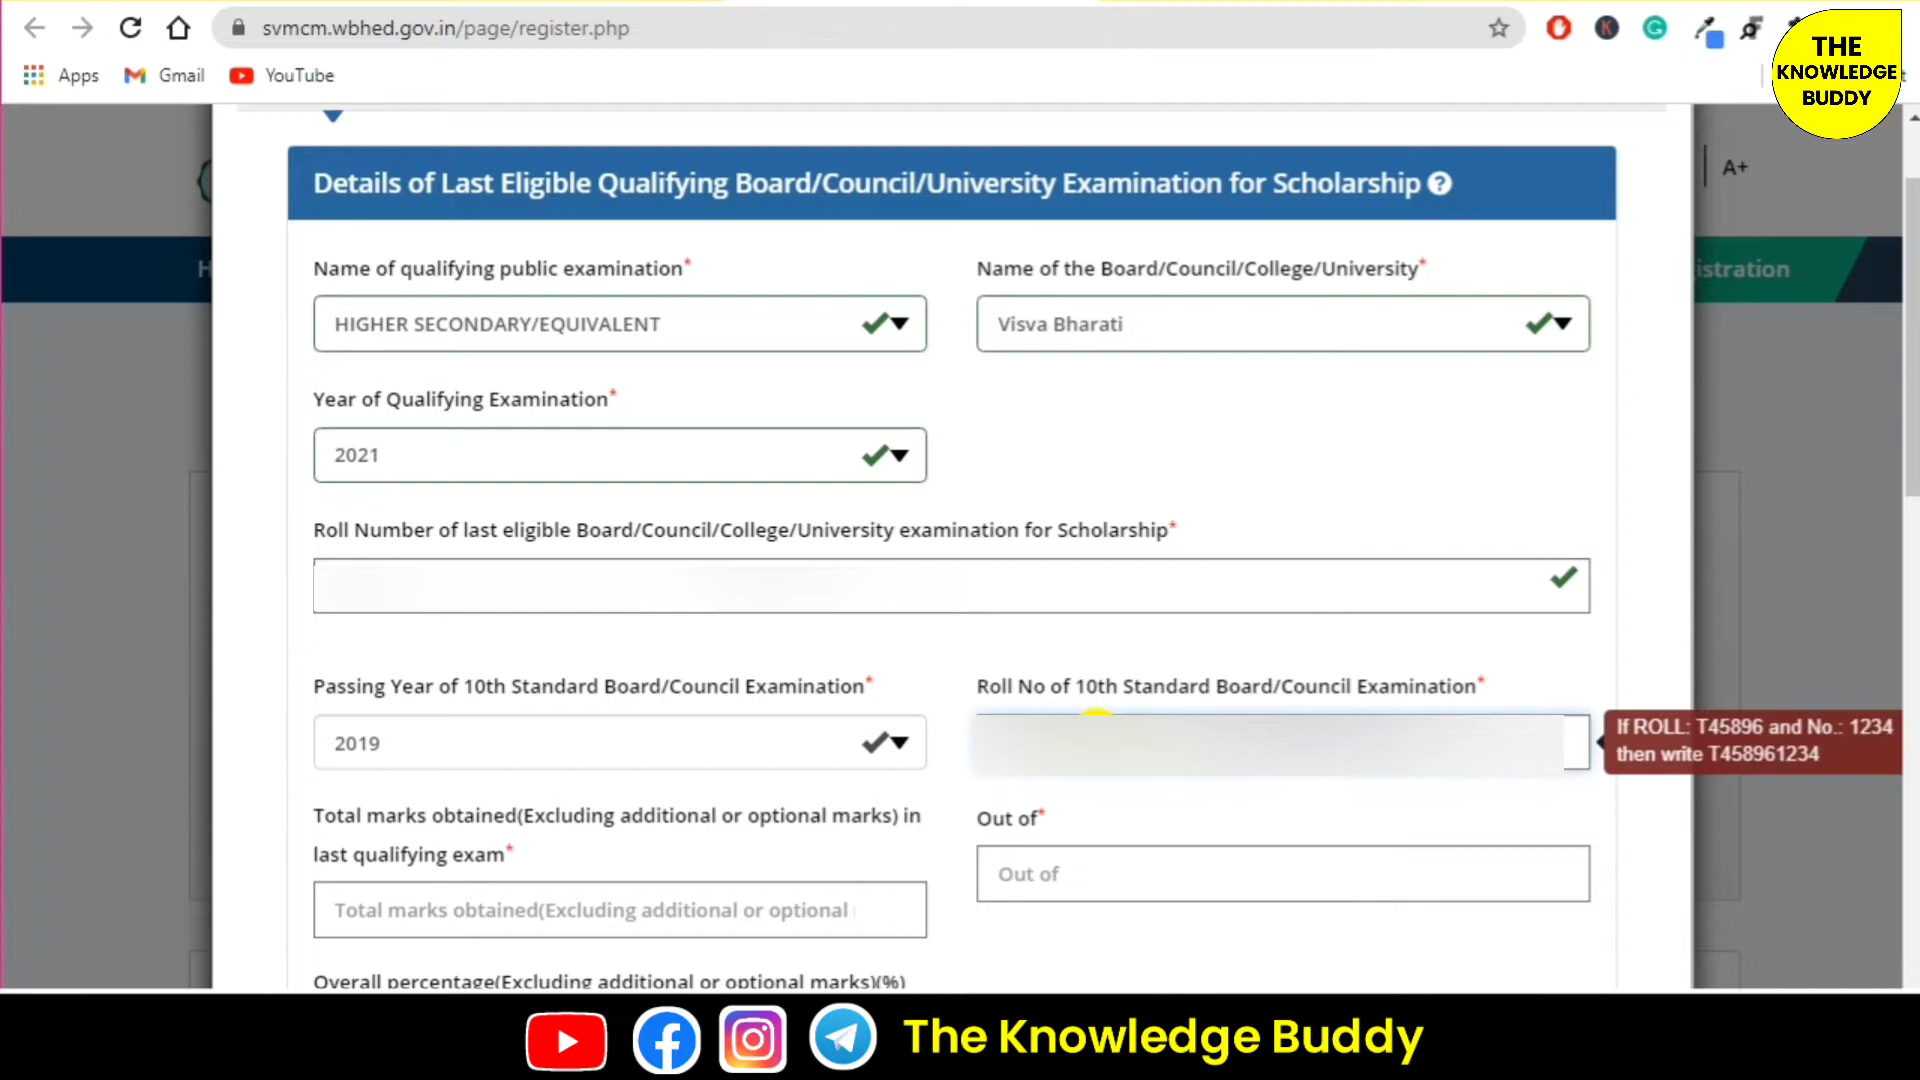 svmcm.wbhed.gov.in/page/register.php
THE
KNOWLEDGE
BUDDY
Apps
Gmail
YouTube
A+
Details of Last Eligible Qualifying Board/Council/University Examination for Scholarship ?
H
istration
Name of qualifying public examination*
Name of the Board/Council/College/University*
HIGHER SECONDARY/EQUIVALENT
Visva Bharati
Year of Qualifying Examination*
2021
Roll Number of last eligible Board/Council/College/University examination for Scholarship*
Passing Year of 10th Standard Board/Council Examination*
Roll No of 10th Standard Board/Council Examination*
2019
If ROLL: T45896 and No.: 1234
then write T458961234
Total marks obtained(Excluding additional or optional marks) in
last qualifying exam*
Out of*
Out of
Total marks obtained(Excluding additional or optional
Overall percentage(Excluding additional or optional marks)(%)
The Knowledge Buddy